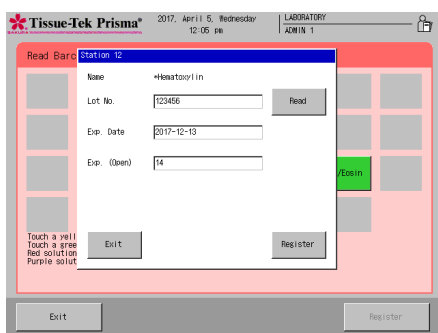 Tissue-Tek Prisma®
SAKURA
2017, April 5, Wednesday
12:05 pm
LABORATORY
ADMIN 1
Read Barc
Station 12
Name *Hematoxylin
Lot No. 123456 Read
Exp. Date 2017-12-13
Exp. (Open) 14
/Eosin
Touch a yell
Touch a gree
Red solution
Purple solut
Exit Register
Exit Register